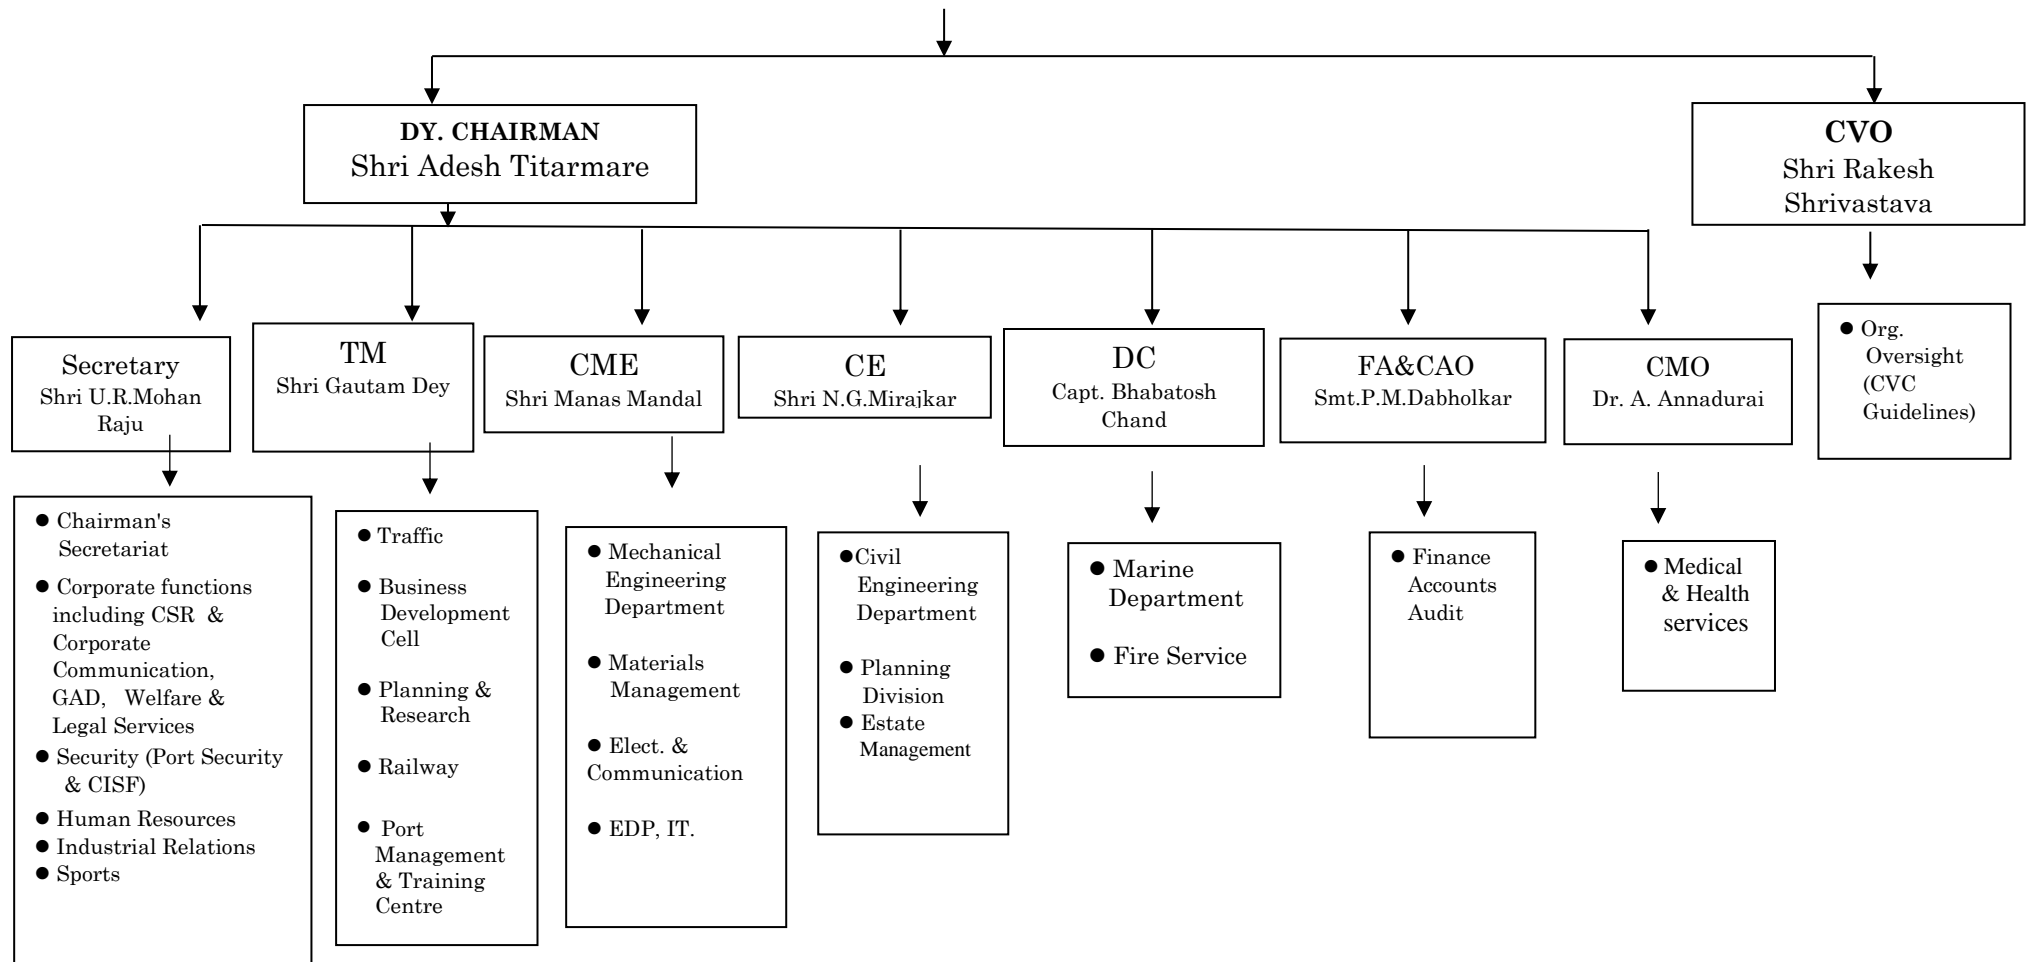 DY. CHAIRMAN
Shri Adesh Titarmare
CVO
Shri Rakesh
Shrivastava
Secretary
Shri U.R.Mohan
Raju
TM
Shri Gautam Dey
CME
Shri Manas Mandal
CE
Shri N.G.Mirajkar
DC
Capt. Bhabatosh
Chand
FA&CAO
Smt.P.M.Dabholkar
CMO
Dr. A. Annadurai
● Org.
Oversight
(CVC
Guidelines)
● Chairman's
Secretariat
● Corporate functions
including CSR &
Corporate
Communication,
GAD, Welfare &
Legal Services
● Security (Port Security
& CISF)
● Human Resources
● Industrial Relations
● Sports
● Traffic
● Business
Development
Cell
● Planning &
Research
● Railway
● Port
Management
& Training
Centre
● Mechanical
Engineering
Department
● Materials
Management
● Elect. &
Communication
● EDP, IT.
●Civil
Engineering
Department
● Planning
Division
● Estate
Management
● Marine
Department
● Fire Service
● Finance
Accounts
Audit
● Medical
& Health
services